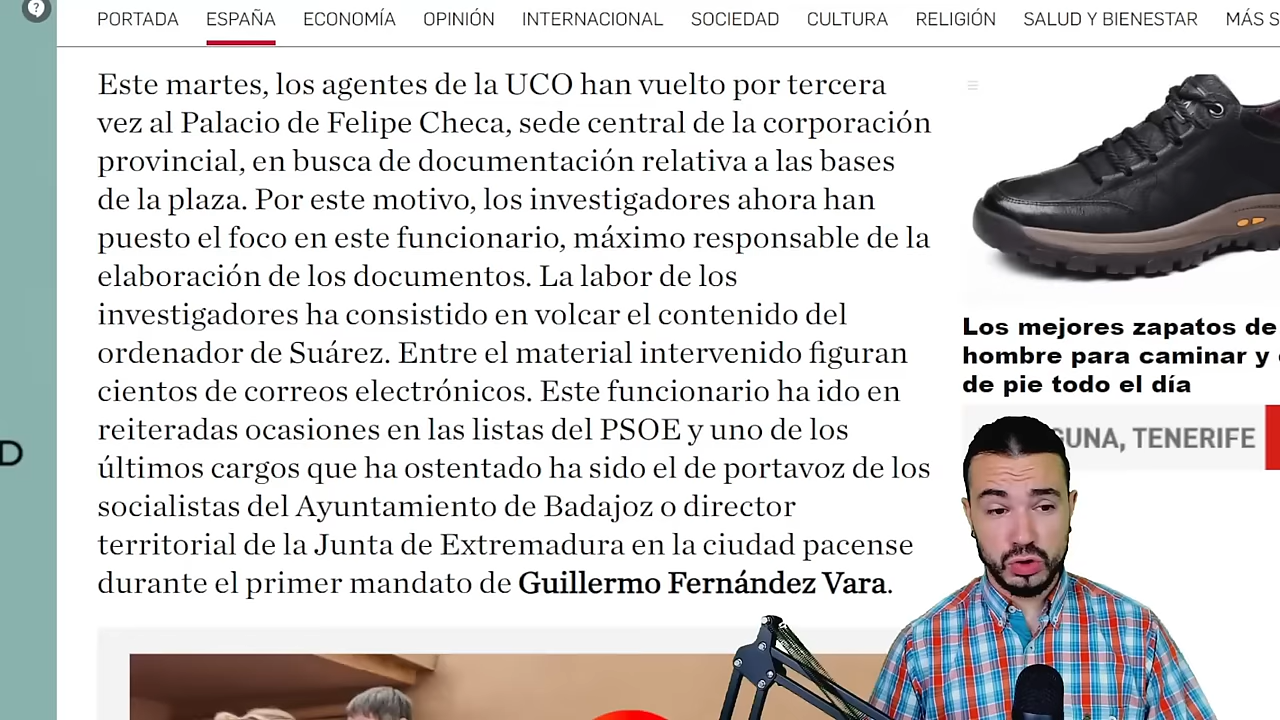 ?
PORTADA ESPAÑA ECONOMÍA OPINIÓN INTERNACIONAL SOCIEDAD CULTURA RELIGIÓN SALUD Y BIENESTAR MÁS S
Este martes, los agentes de la UCO han vuelto por tercera
vez al Palacio de Felipe Checa, sede central de la corporación
provincial, en busca de documentación relativa a las bases
de la plaza. Por este motivo, los investigadores ahora han
puesto el foco en este funcionario, máximo responsable de la
elaboración de los documentos. La labor de los
investigadores ha consistido en volcar el contenido del
ordenador de Suárez. Entre el material intervenido figuran
cientos de correos electrónicos. Este funcionario ha ido en
reiteradas ocasiones en las listas del PSOE y uno de los
últimos cargos que ha ostentado ha sido el de portavoz de los
socialistas del Ayuntamiento de Badajoz o director
territorial de la Junta de Extremadura en la ciudad pacense
durante el primer mandato de Guillermo Fernández Vara.
Los mejores zapatos de
hombre para caminar y
de pie todo el día
GUNA, TENERIFE
D